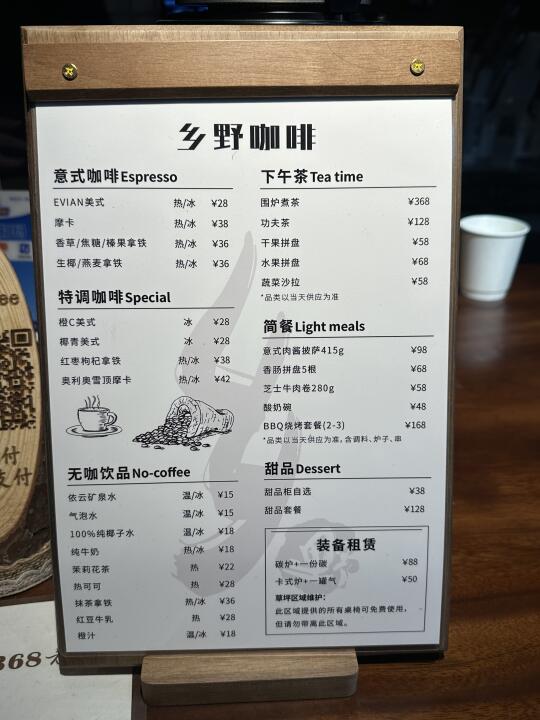 乡野咖啡
意式咖啡Espresso
EVIAN美式 热/冰 ¥28
摩卡 热/冰 ¥38
香草/焦糖/榛果拿铁 热/冰 ¥36
生椰/燕麦拿铁 热/冰 ¥36
特调咖啡Special
橙C美式 冰 ¥28
椰青美式 冰 ¥28
红枣枸杞拿铁 热/冰 ¥38
奥利奥雪顶摩卡 热/冰 ¥42
无咖饮品No-coffee
依云矿泉水 温/冰 ¥15
气泡水 温/冰 ¥15
100%纯椰子水 温/冰 ¥18
纯牛奶 热/冰 ¥18
茉莉花茶 热 ¥22
热可可 热 ¥28
抹茶拿铁 热/冰 ¥36
红豆牛乳 热 ¥28
橙汁 温/冰 ¥18
下午茶Tea time
围炉煮茶 ¥368
功夫茶 ¥128
干果拼盘 ¥58
水果拼盘 ¥68
蔬菜沙拉 ¥58
*品类以当天供应为准
简餐Light meals
意式肉酱披萨415g ¥98
香肠拼盘5根 ¥68
芝士牛肉卷280g ¥58
酸奶碗 ¥48
BBQ烧烤套餐(2-3) ¥168
*品类以当天供应为准,含调料、炉子、串
甜品Dessert
甜品柜自选 ¥38
甜品套餐 ¥128
装备租赁
碳炉+一份碳 ¥88
卡式炉+一罐气 ¥50
草坪区域维护:
此区域提供的所有桌椅可免费使用,
但请勿带离此区域。
ee
付
支付
368